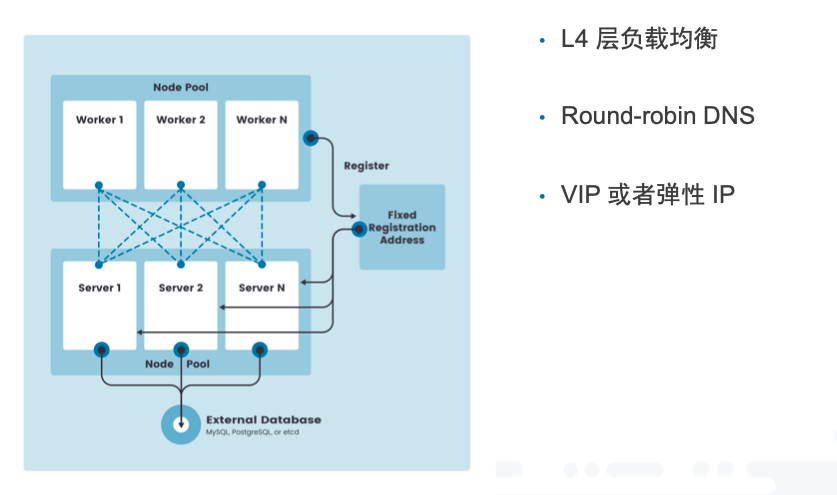 Node Pool
Worker 1
Worker 2
Worker N
Register
Fixed
Registration
Address
Server 1
Server 2
Server N
Node Pool
External Database
MySQL, PostgreSQL, or etcd
• L4 层负载均衡
• Round-robin DNS
• VIP 或者弹性 IP